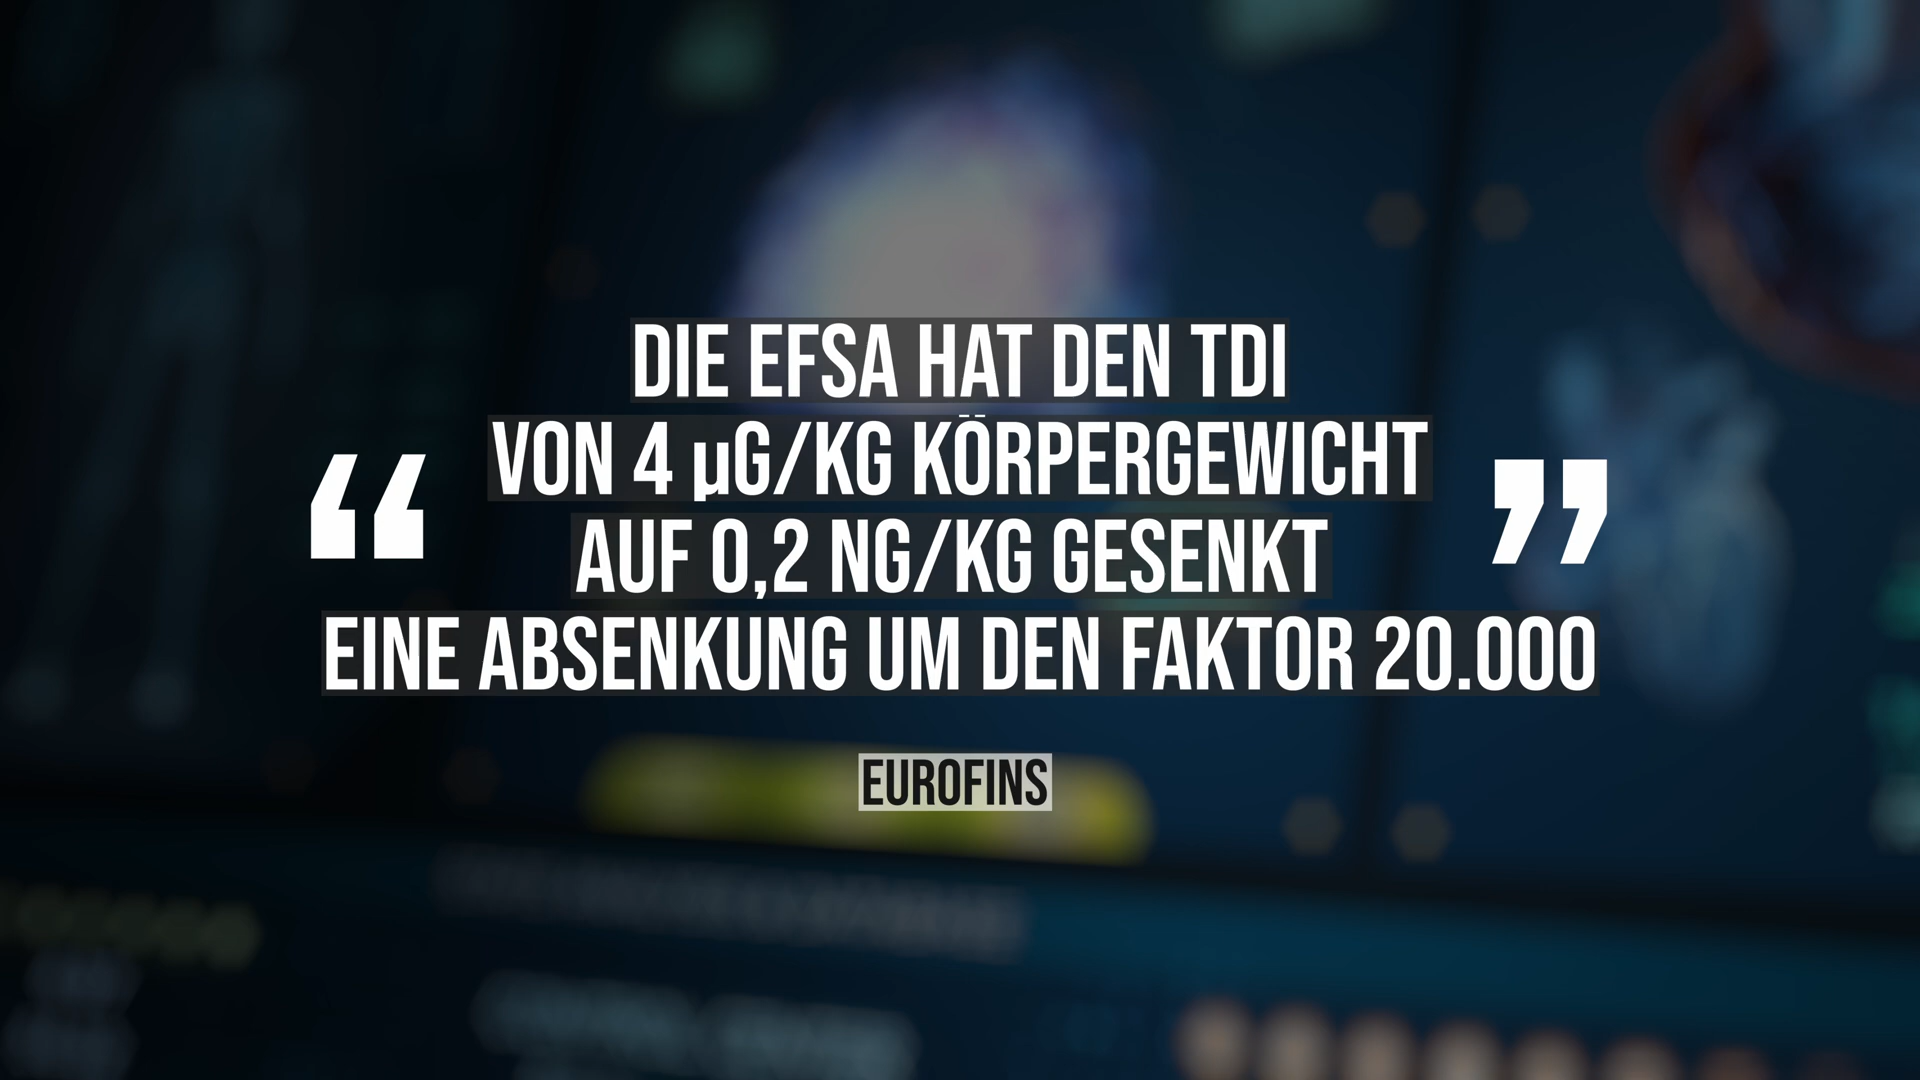 DIE EFSA HAT DEN TDI
VON 4 µG/KG KÖRPERGEWICHT
“ ”
AUF 0,2 NG/KG GESENKT
EINE ABSENKUNG UM DEN FAKTOR 20.000
EUROFINS